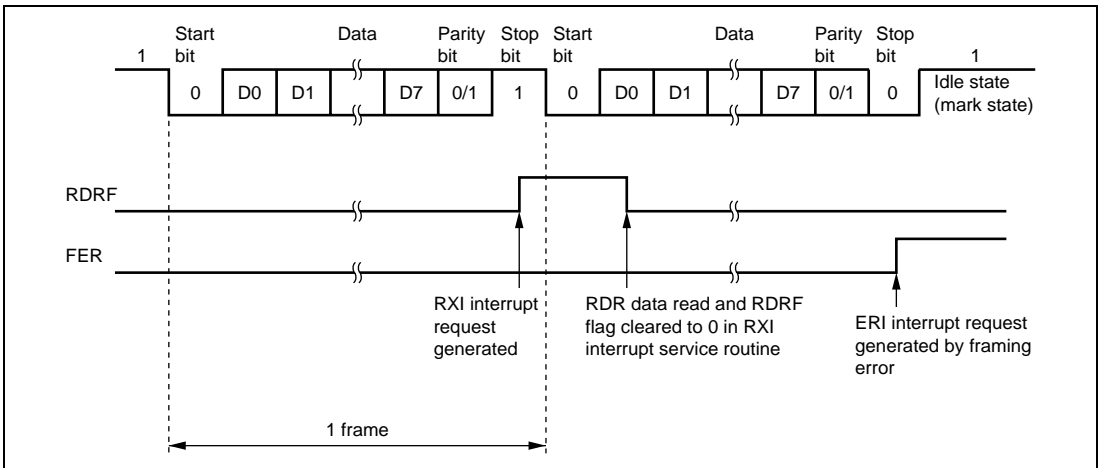 Start bit Data Parity bit Stop bit Start bit Data Parity bit Stop bit
1 1
0 D0 D1 D7 0/1 1 0 D0 D1 D7 0/1 0 Idle state (mark state)
RDRF
FER
RXI interrupt
request
generated
RDR data read and RDRF
flag cleared to 0 in RXI
interrupt service routine
ERI interrupt request
generated by framing
error
1 frame